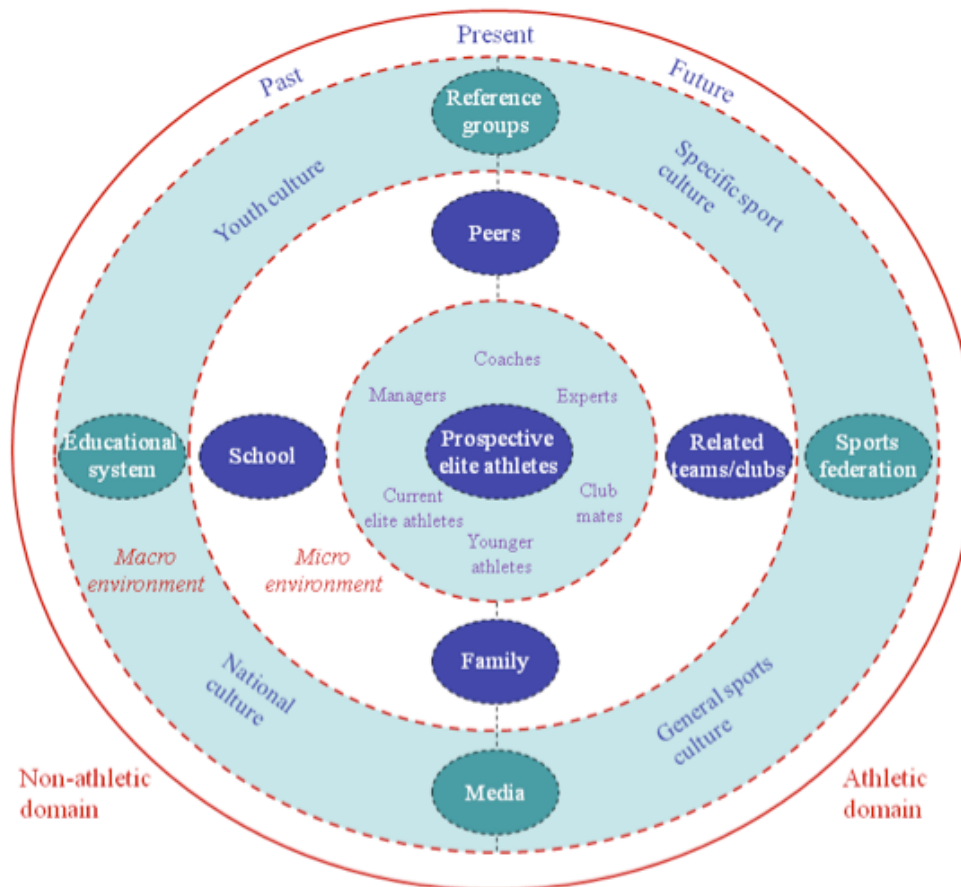 Present
Past
Future
Reference
groups
Youth culture
Specific sport
culture
Peers
Coaches
Managers
Experts
Educational
system
School
Prospective
elite athletes
Related
teams/clubs
Sports
federation
Current
elite athletes
Club
mates
Younger
athletes
Macro
environment
Micro
environment
Family
National
culture
General sports
culture
Media
Non-athletic
domain
Athletic
domain